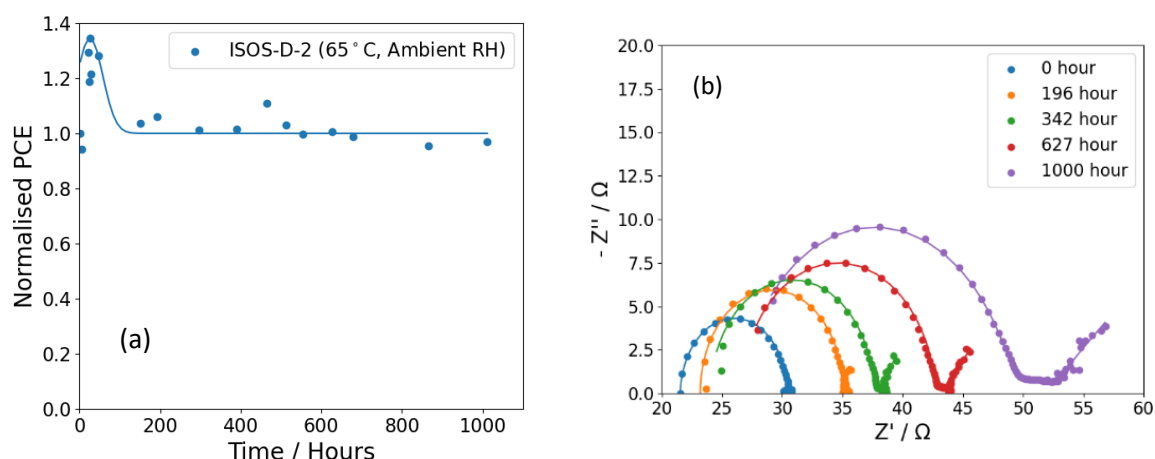 1.4
1.2
1.0
0.8
0.6
0.4
0.2
0.0
Normalised PCE
ISOS-D-2 (65°C, Ambient RH)
(a)
0 200 400 600 800 1000
Time / Hours
20.0
17.5
15.0
12.5
10.0
7.5
5.0
2.5
0.0
- Z'' / Ω
(b)
0 hour
196 hour
342 hour
627 hour
1000 hour
20 25 30 35 40 45 50 55 60
Z' / Ω